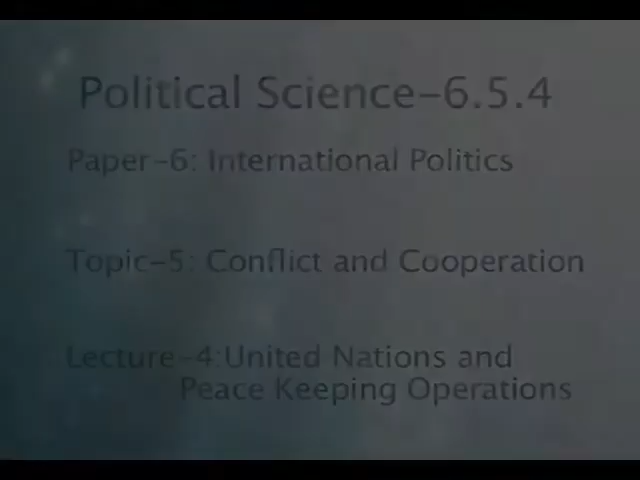 Political Science-6.5.4
Paper-6: International Politics
Topic-5: Conflict and Cooperation
Lecture-4:United Nations and
Peace Keeping Operations